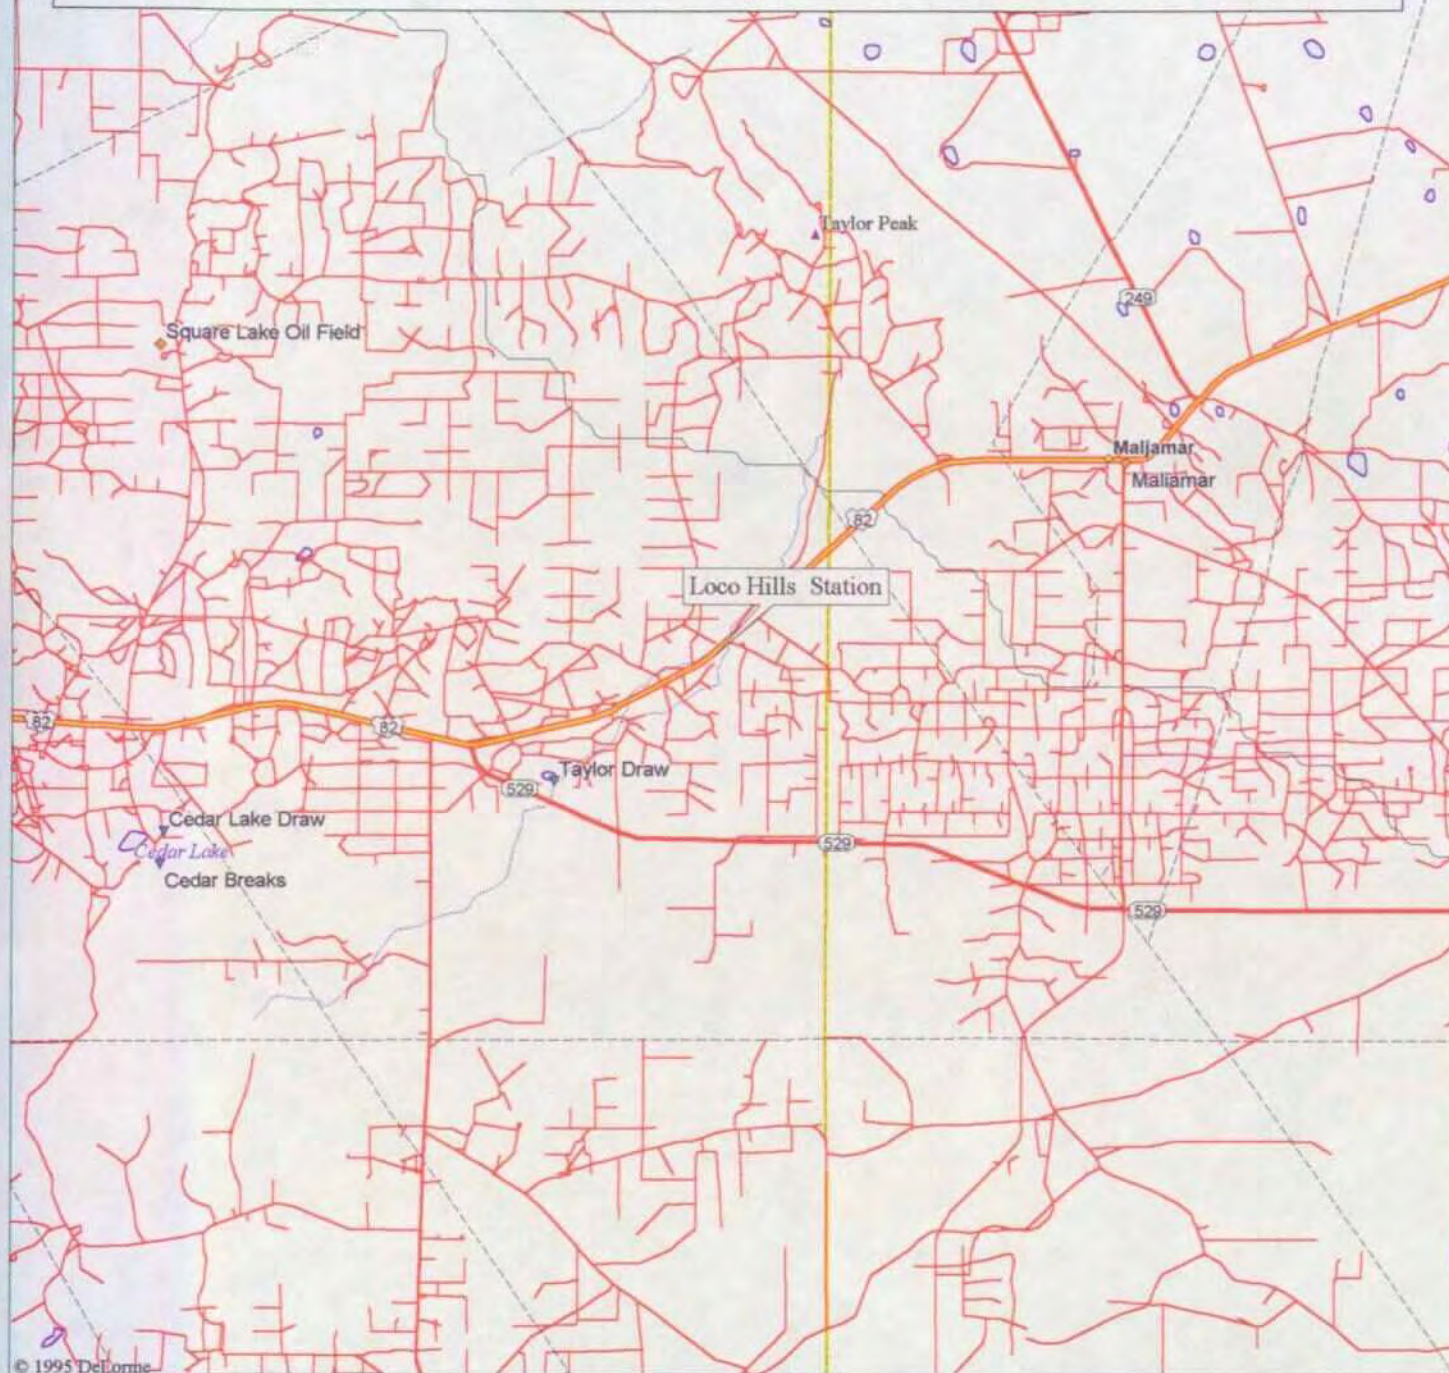 Taylor Peak
249
Square Lake Oil Field
Maljamar
Maljamar
82
Loco Hills Station
82
82
Taylor Draw
529
Cedar Lake Draw
529
Cedar Lake
Cedar Breaks
529
© 1995 DeLorme